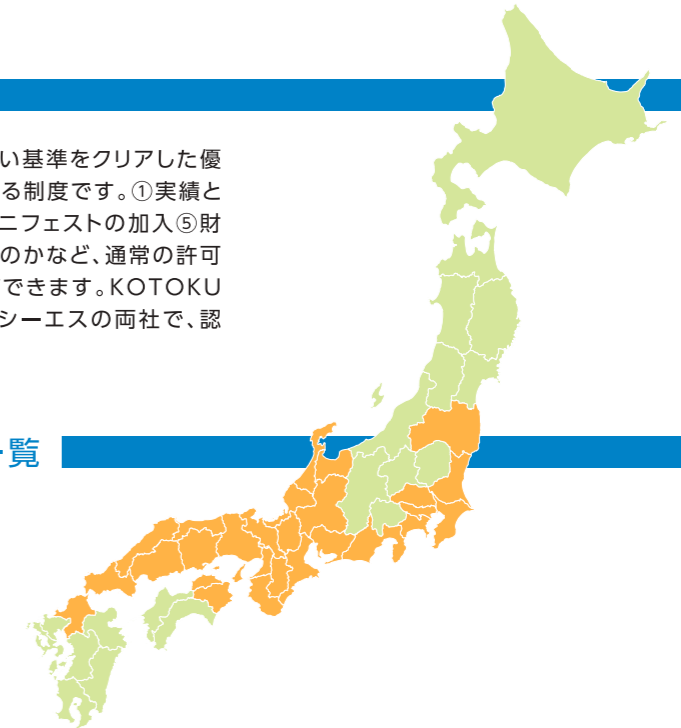 い基準をクリアした優
る制度です。①実績と
ニフェストの加入⑤財
のかなど、通常の許可
できます。KOTOKU
シーエスの両社で、認
覧